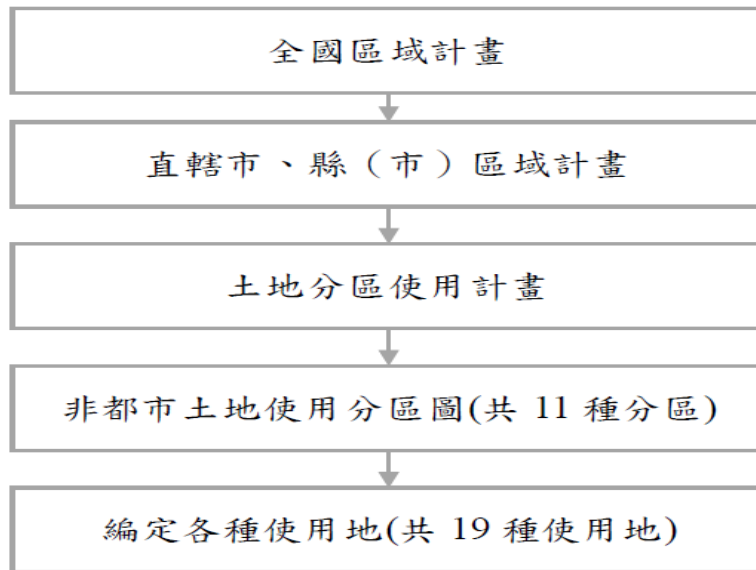 全國區域計畫
直轄市、縣（市）區域計畫
土地分區使用計畫
非都市土地使用分區圖(共 11 種分區)
編定各種使用地(共 19 種使用地)